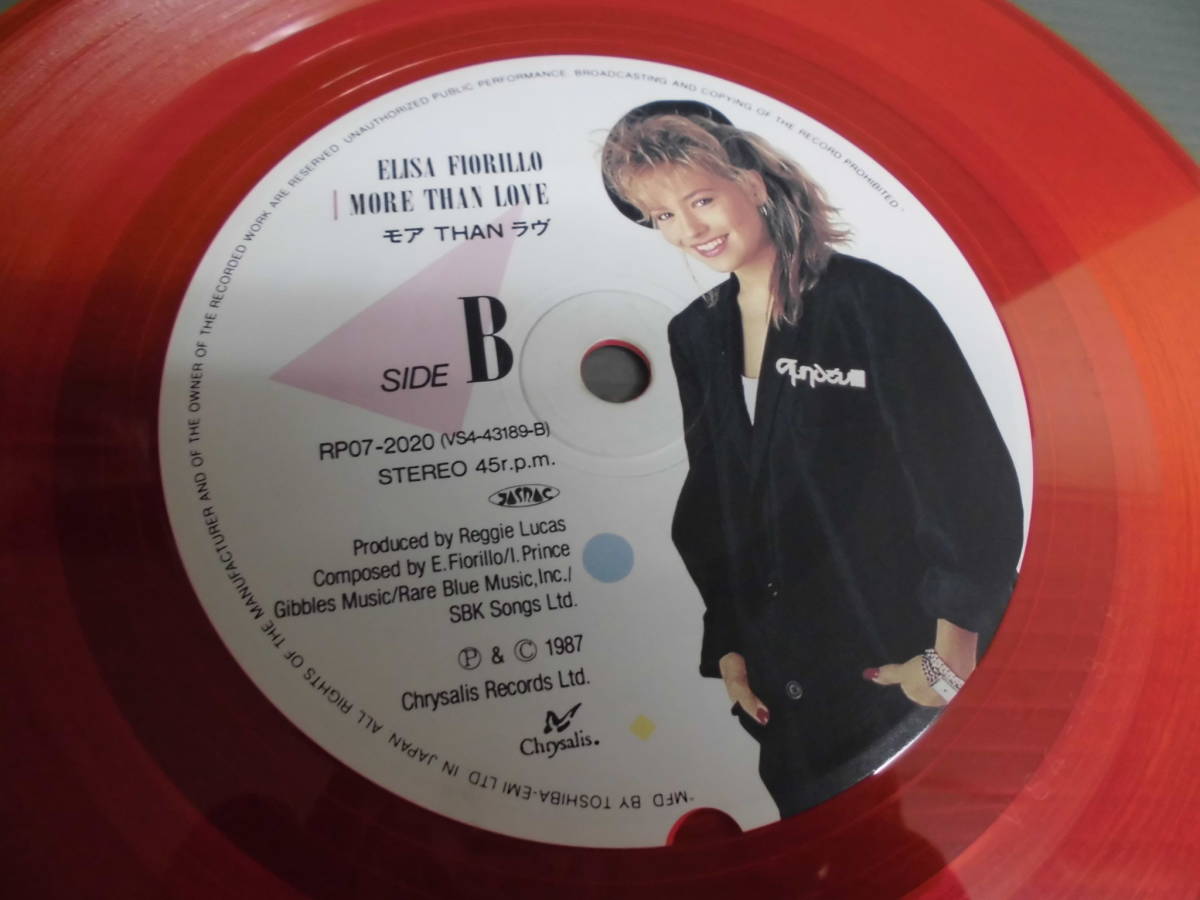 ELISA FIORILLO
MORE THAN LOVE
モア THAN ラヴ
SIDE B
RP07-2020 (VS4-43189-B)
STEREO 45r.p.m.
JASRAC
Produced by Reggie Lucas
Composed by E.Fiorillo/I.Prince
Gibbles Music/Rare Blue Music,Inc./
SBK Songs Ltd.
Ⓟ & Ⓒ 1987
Chrysalis Records Ltd.
Chrysalis.
"MFD BY TOSHIBA-EMI LTD IN JAPAN ALL RIGHTS OF THE MANUFACTURER AND OF THE OWNER OF THE RECORDED WORK ARE RESERVED UNAUTHORIZED PUBLIC PERFORMANCE BROADCASTING AND COPYING OF THE RECORD PROHIBITED"